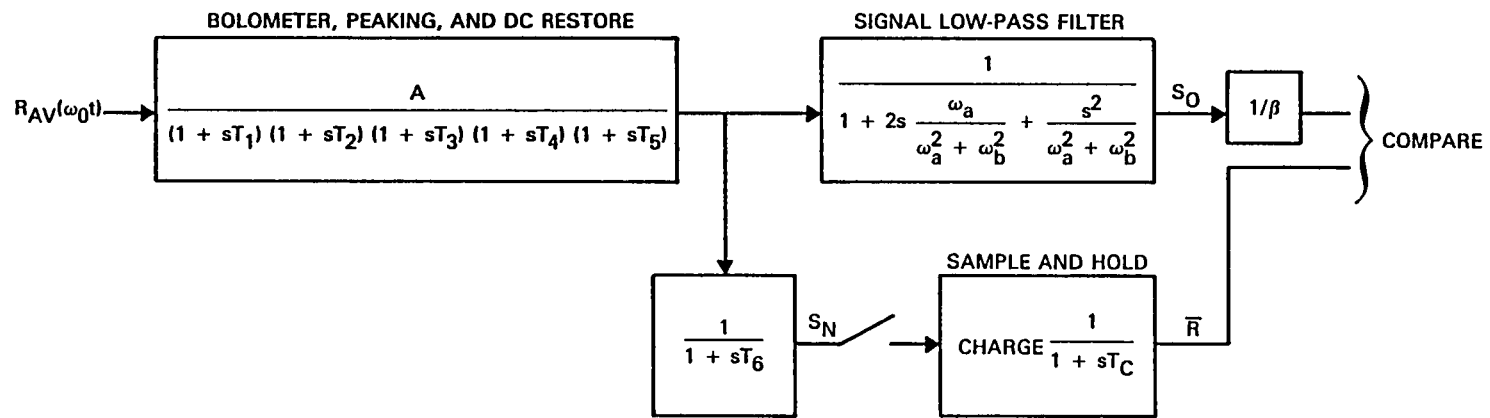 BOLOMETER, PEAKING, AND DC RESTORE
SIGNAL LOW-PASS FILTER
R_AV(ω_0t)
A
(1 + sT_1) (1 + sT_2) (1 + sT_3) (1 + sT_4) (1 + sT_5)
1
1 + 2s ω_a / (ω_a^2 + ω_b^2) + s^2 / (ω_a^2 + ω_b^2)
S_O
1/β
COMPARE
1
1 + sT_6
S_N
SAMPLE AND HOLD
CHARGE 1 / (1 + sT_C)
R̅